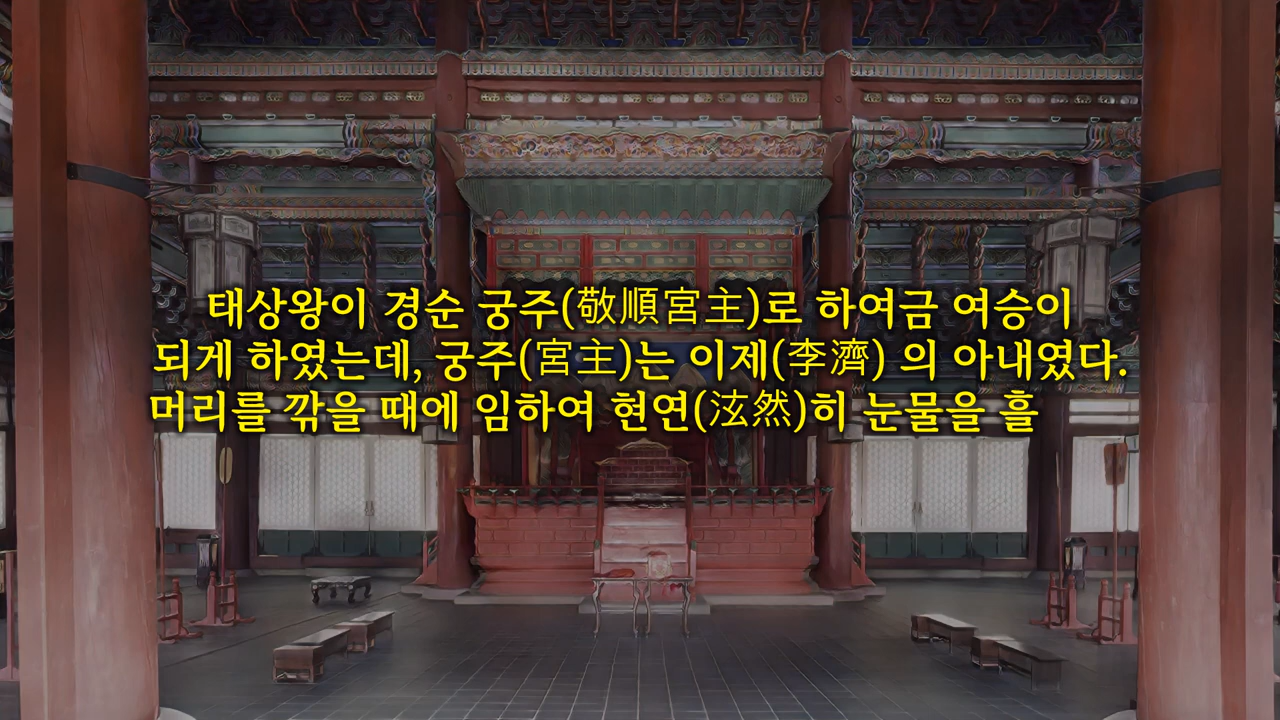 태상왕이 경순 궁주(敬順宮主)로 하여금 여승이
되게 하였는데, 궁주(宮主)는 이제(李濟) 의 아내였다.
머리를 깎을 때에 임하여 현연(泫然)히 눈물을 흘